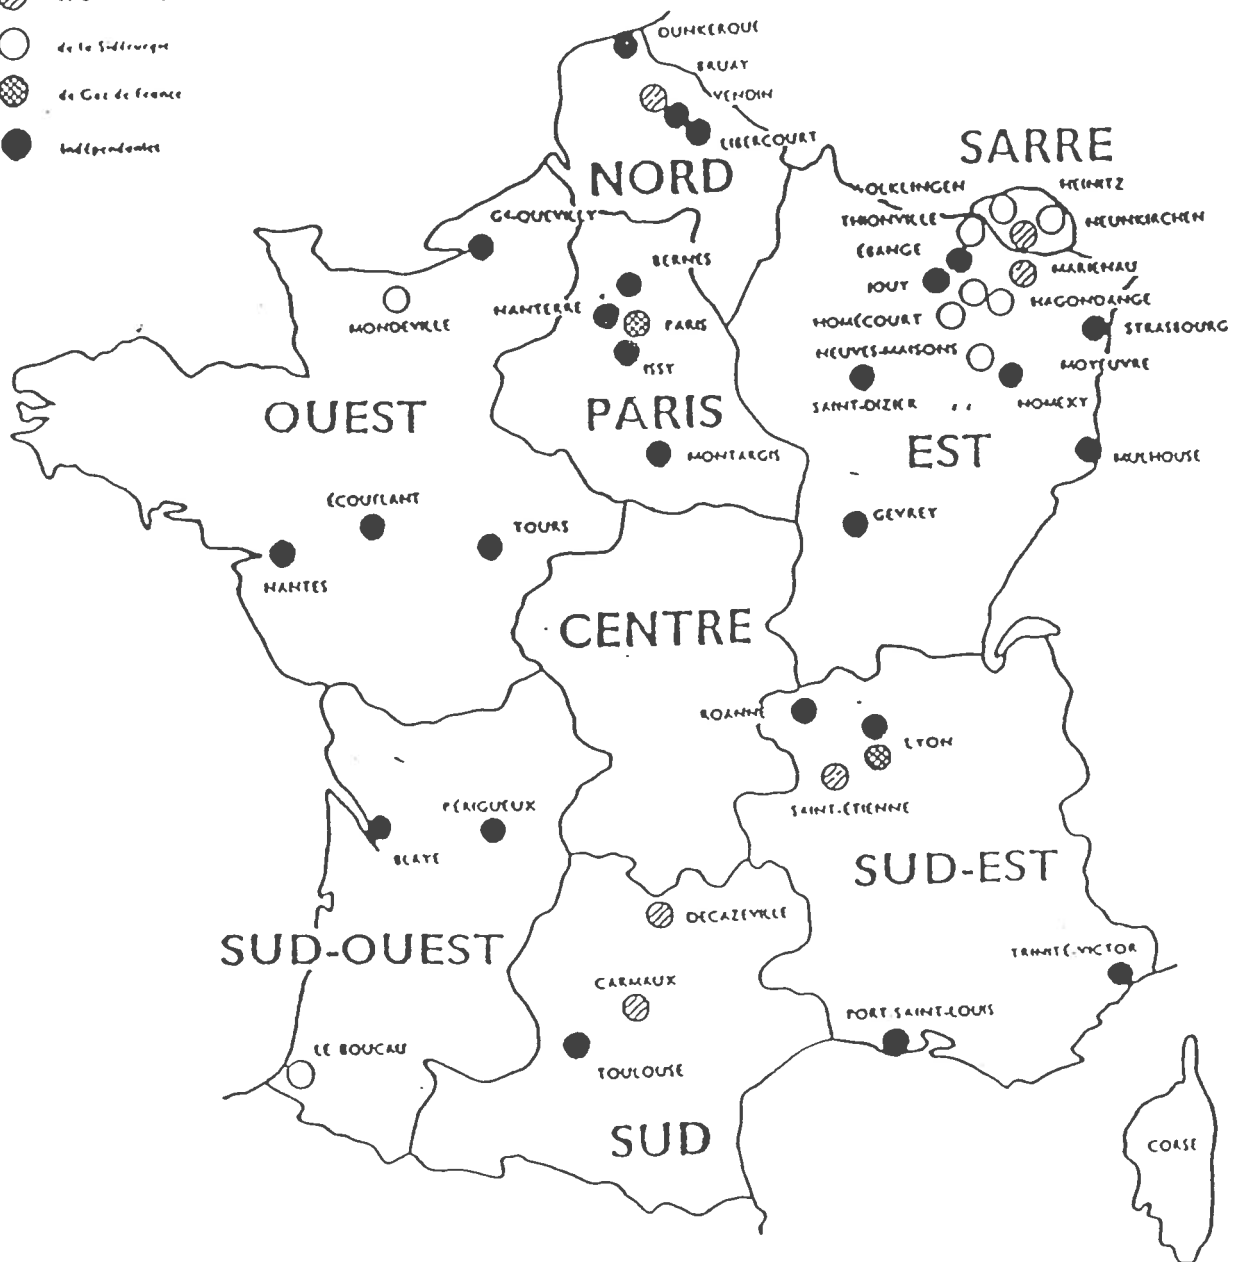 de la Sidérurgie
de Gaz de France
Indépendantes
DUNKERQUE
BRUAY
VENDIN
LIBERCOURT
NORD
SARRE
VOLKLINGEN
HEINITZ
THIONVILLE
NEUNKIRCHEN
ÉBANGE
MARIENAU
JOUY
HAGONDANGE
HOMÉCOURT
STRASBOURG
NEUVES-MAISONS
MOYEUVRE
SAINT-DIZIER
NOMEXY
EST
MULHOUSE
GEVREY
QUEVILLY
MONDEVILLE
BERNES
NANTERRE
PARIS
ISSY
PARIS
MONTARGIS
OUEST
ÉCOUFLANT
TOURS
NANTES
CENTRE
ROANNE
LYON
SAINT-ÉTIENNE
SUD-EST
PÉRIGUEUX
BLAYE
SUD-OUEST
DECAZEVILLE
CARMAUX
TOULOUSE
LE BOUCAU
SUD
TRINITÉ-VICTOR
PORT SAINT-LOUIS
CORSE